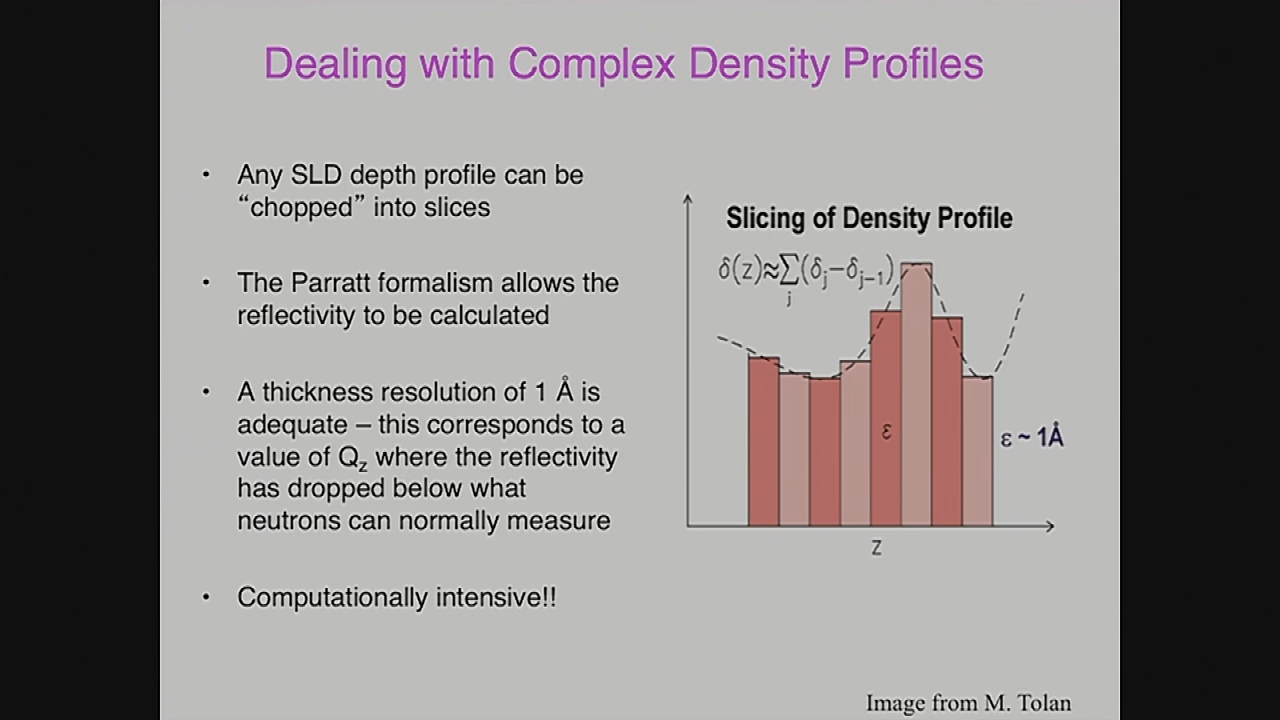 Dealing with Complex Density Profiles
• Any SLD depth profile can be
“chopped” into slices
• The Parratt formalism allows the
reflectivity to be calculated
• A thickness resolution of 1 Å is
adequate – this corresponds to a
value of Qz where the reflectivity
has dropped below what
neutrons can normally measure
• Computationally intensive!!
Slicing of Density Profile
δ(z)≈∑(δj−δj−1)
j
ε
ε ~ 1Å
z
Image from M. Tolan